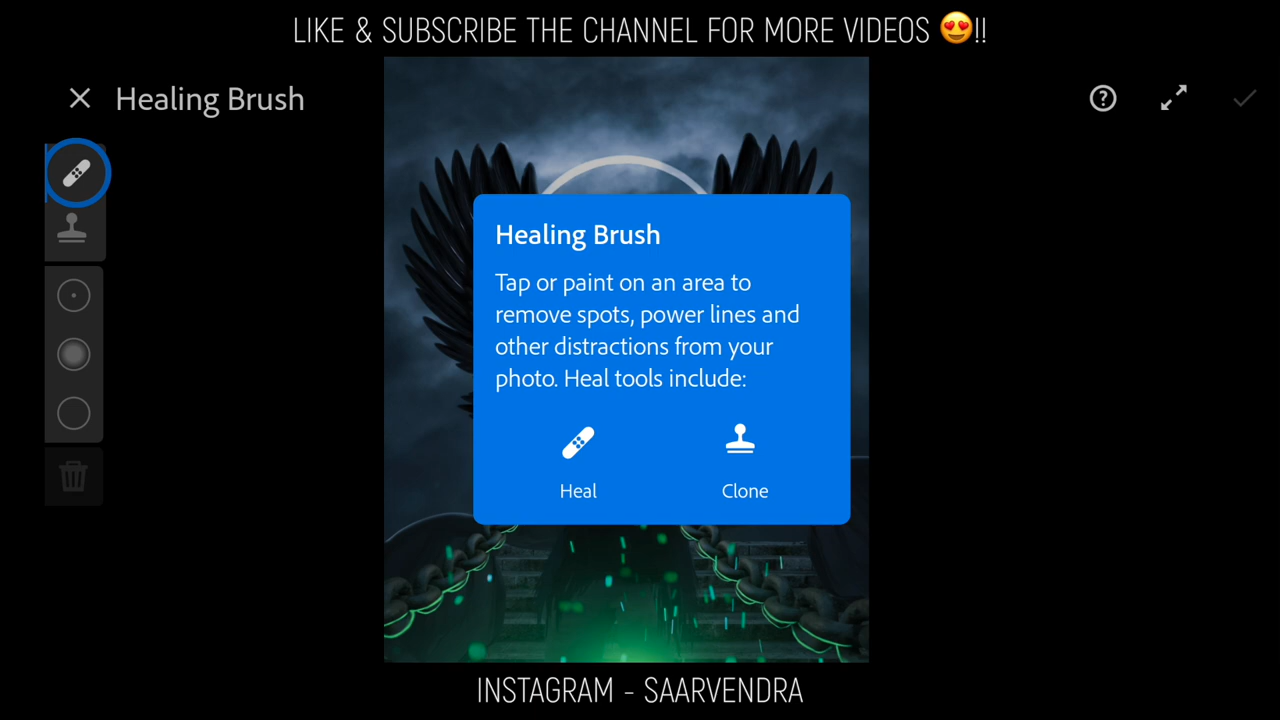 LIKE & SUBSCRIBE THE CHANNEL FOR MORE VIDEOS 😍!!
Healing Brush
Healing Brush
Tap or paint on an area to
remove spots, power lines and
other distractions from your
photo. Heal tools include:
Heal
Clone
INSTAGRAM - SAARVENDRA